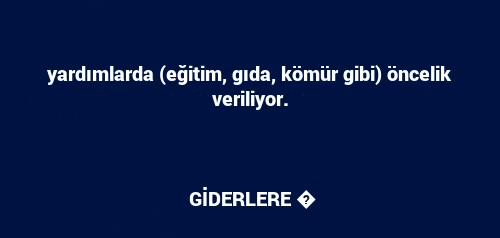 yardımlarda (eğitim, gıda, kömür gibi) öncelik
veriliyor.
GİDERLERE �